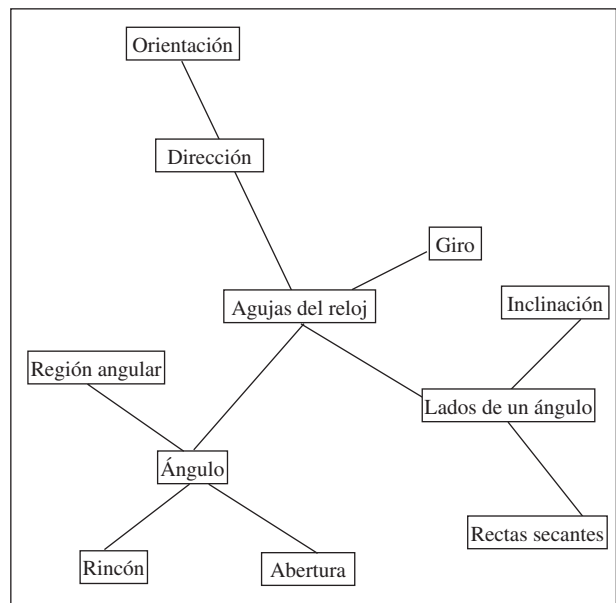 Orientación
Dirección
Giro
Agujas del reloj
Inclinación
Región angular
Lados de un ángulo
Ángulo
Rectas secantes
Rincón
Abertura